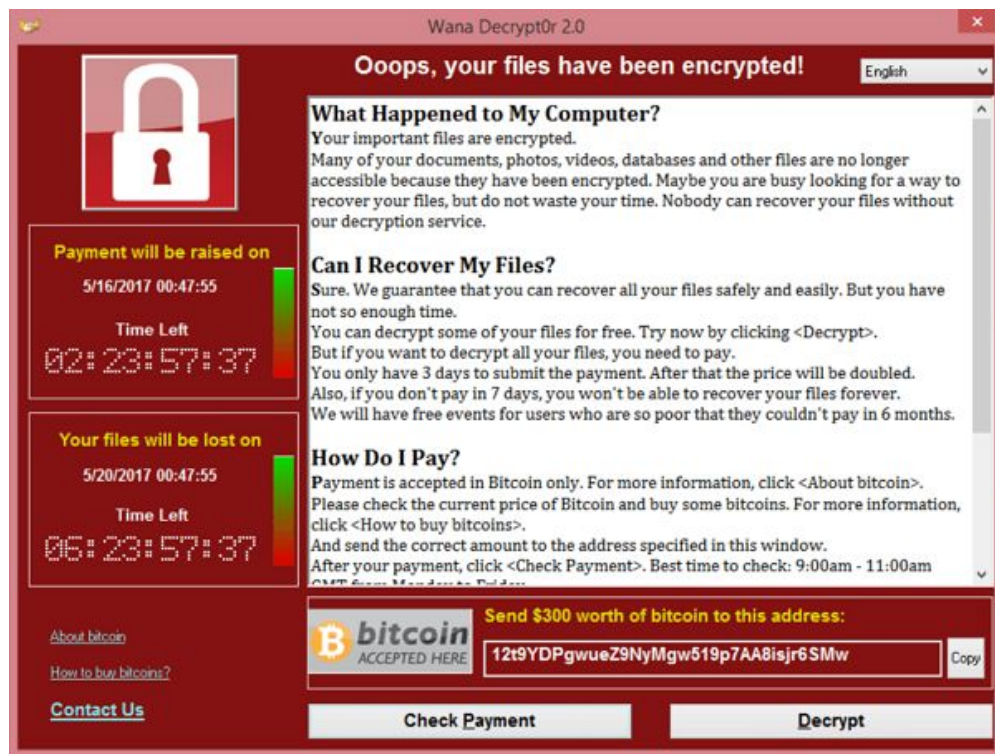 Wana Decrypt0r 2.0
Ooops, your files have been encrypted!
English
What Happened to My Computer?
Your important files are encrypted.
Many of your documents, photos, videos, databases and other files are no longer
accessible because they have been encrypted. Maybe you are busy looking for a way to
recover your files, but do not waste your time. Nobody can recover your files without
our decryption service.
Can I Recover My Files?
Sure. We guarantee that you can recover all your files safely and easily. But you have
not so enough time.
You can decrypt some of your files for free. Try now by clicking <Decrypt>.
But if you want to decrypt all your files, you need to pay.
You only have 3 days to submit the payment. After that the price will be doubled.
Also, if you don't pay in 7 days, you won't be able to recover your files forever.
We will have free events for users who are so poor that they couldn't pay in 6 months.
How Do I Pay?
Payment is accepted in Bitcoin only. For more information, click <About bitcoin>.
Please check the current price of Bitcoin and buy some bitcoins. For more information,
click <How to buy bitcoins>.
And send the correct amount to the address specified in this window.
After your payment, click <Check Payment>. Best time to check: 9:00am - 11:00am
GMT from Monday to Friday
Payment will be raised on
5/16/2017 00:47:55
Time Left
02:23:57:37
Your files will be lost on
5/20/2017 00:47:55
Time Left
06:23:57:37
About bitcoin
How to buy bitcoins?
Contact Us
bitcoin
ACCEPTED HERE
Send $300 worth of bitcoin to this address:
12t9YDPgwueZ9NyMgw519p7AA8isjr6SMw
Copy
Check Payment
Decrypt